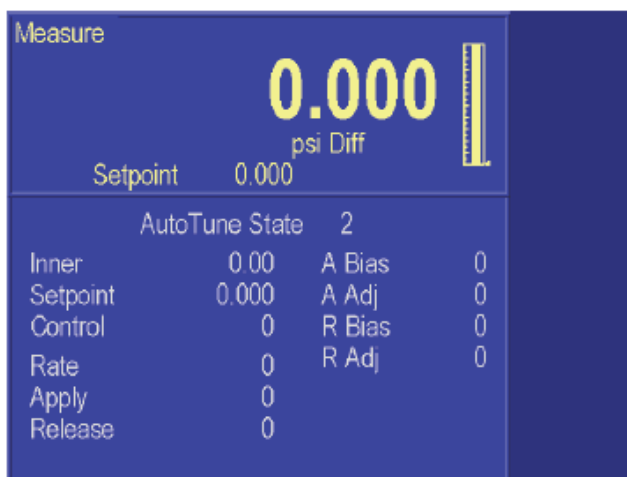 Measure
0.000
psi Diff
Setpoint 0.000
AutoTune State 2
Inner 0.00 A Bias 0
Setpoint 0.000 A Adj 0
Control 0 R Bias 0
Rate 0 R Adj 0
Apply 0
Release 0